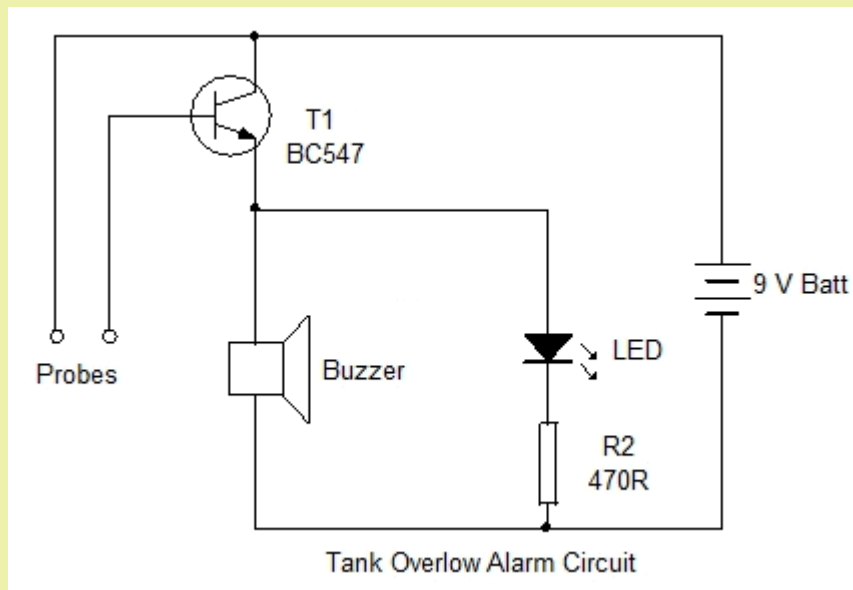 T1
BC547
9 V Batt
Probes
Buzzer
LED
R2
470R
Tank Overlow Alarm Circuit